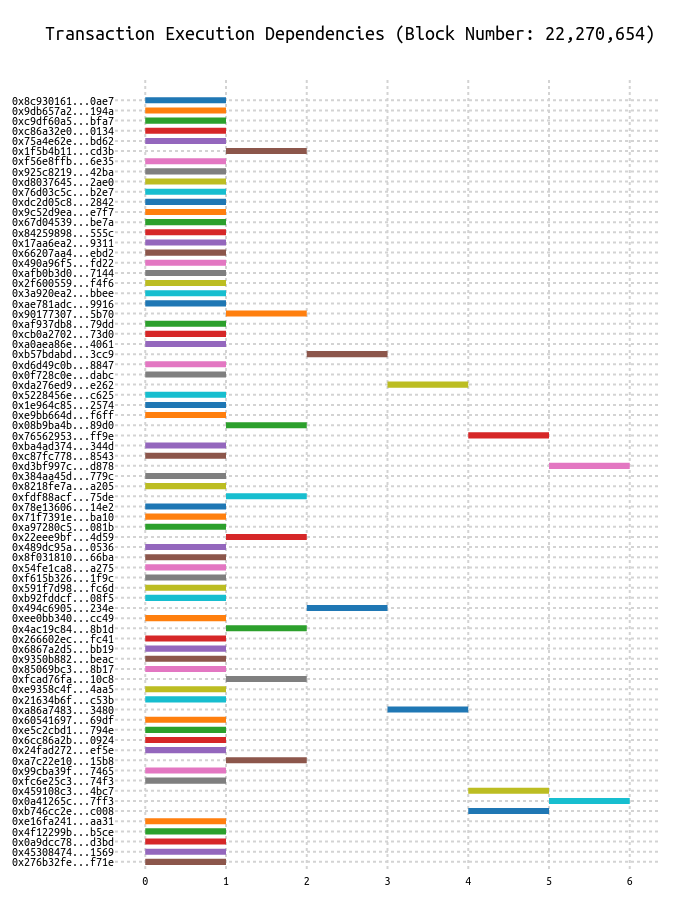 Transaction Execution Dependencies (Block Number: 22,270,654)
0x8c930161...0ae7
0x9db657a2...194a
0xc9df60a5...bfa7
0xc86a32e0...0134
0x75a4e62e...bd62
0x1f5b4b11...cd3b
0xf56e8ffb...6e35
0x925c8219...42ba
0xd8037645...2ae0
0x76d03c5c...b2e7
0xdc2d05c8...2842
0x9c52d9ea...e7f7
0x67d04539...be7a
0x84259898...555c
0x17aa6ea2...9311
0x66207aa4...ebd2
0x490a96f5...fd22
0xafb0b3d0...7144
0x2f600559...f4f6
0x3a920ea2...bbee
0xae781adc...9916
0x90177307...5b70
0xaf937db8...79dd
0xcb0a2702...73d0
0xa0aea86e...4061
0xb57bdabd...3cc9
0xd6d49c0b...8847
0x0f728c0e...dabc
0xda276ed9...e262
0x5228456e...c625
0x1e964c85...2574
0xe9bb664d...f6ff
0x08b9ba4b...89d0
0x76562953...ff9e
0xba4ad374...344d
0xc87fc778...8543
0xd3bf997c...d878
0x384aa45d...779c
0x8218fe7a...a205
0xfdf88acf...75de
0x78e13606...14e2
0x71f7391e...ba10
0xa97280c5...081b
0x22eee9bf...4d59
0x489dc95a...0536
0x8f031810...66ba
0x54fe1ca8...a275
0xf615b326...1f9c
0x591f7d98...fc6d
0xb92fddcf...08f5
0x494c6905...234e
0xee0bb340...cc49
0x4ac19c84...8b1d
0x266602ec...fc41
0x6867a2d5...bb19
0x9350b882...beac
0x85069bc3...8b17
0xfcad76fa...10c8
0xe9358c4f...4aa5
0x21634b6f...c53b
0xa86a7483...3480
0x60541697...69df
0xe5c2cbd1...794e
0x6cc86a2b...0924
0x24fad272...ef5e
0xa7c22e10...15b8
0x99cba39f...7465
0xfc6e25c3...74f3
0x459108c3...4bc7
0x0a41265c...7ff3
0xb746cc2e...c008
0xe16fa241...aa31
0x4f12299b...b5ce
0x0a9dcc78...d3bd
0x45308474...1569
0x276b32fe...f71e
0 1 2 3 4 5 6